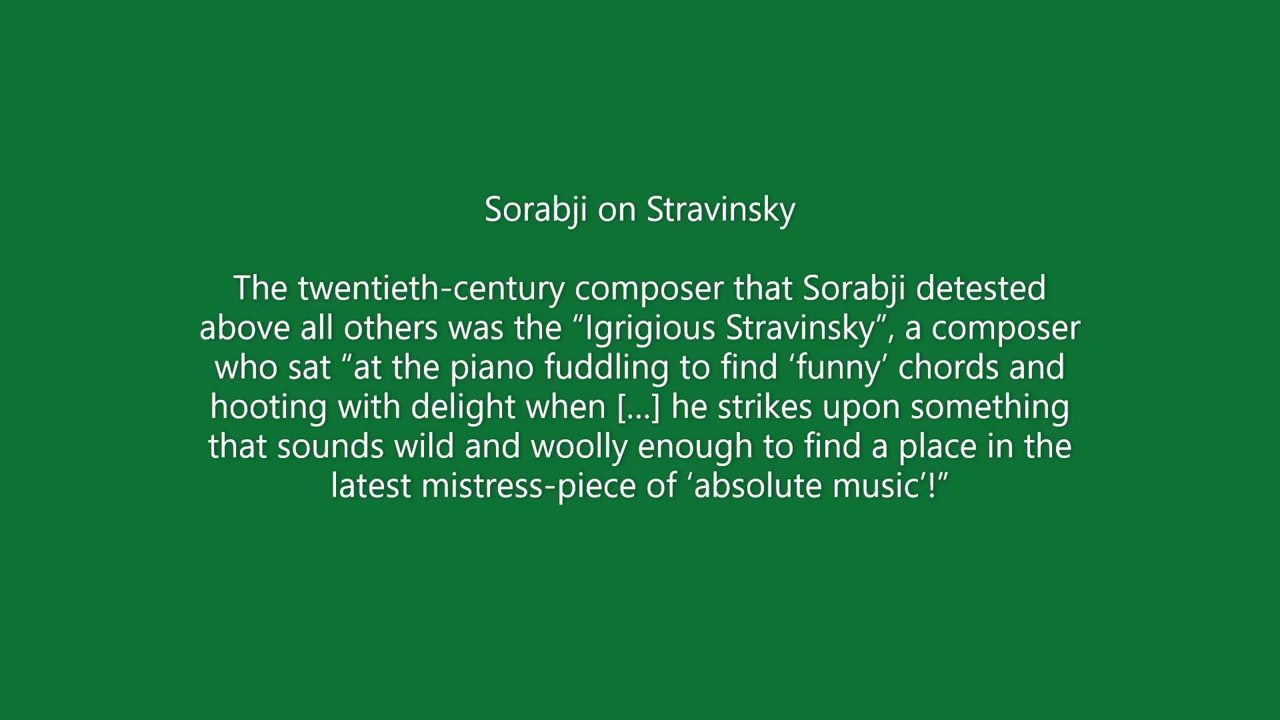 Sorabji on Stravinsky
The twentieth-century composer that Sorabji detested
above all others was the “Igrigious Stravinsky”, a composer
who sat “at the piano fuddling to find ‘funny’ chords and
hooting with delight when [...] he strikes upon something
that sounds wild and woolly enough to find a place in the
latest mistress-piece of ‘absolute music’!”